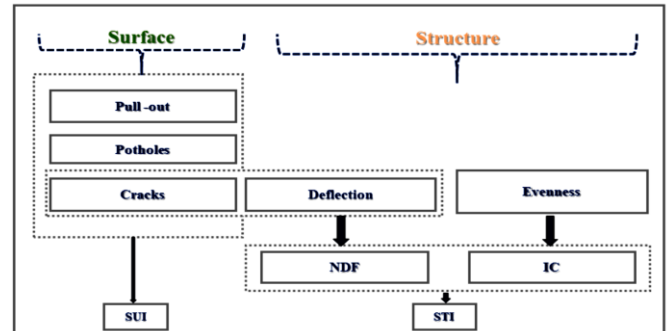 Surface
Structure
Pull-out
Potholes
Cracks
Deflection
Evenness
NDF
IC
SUI
STI